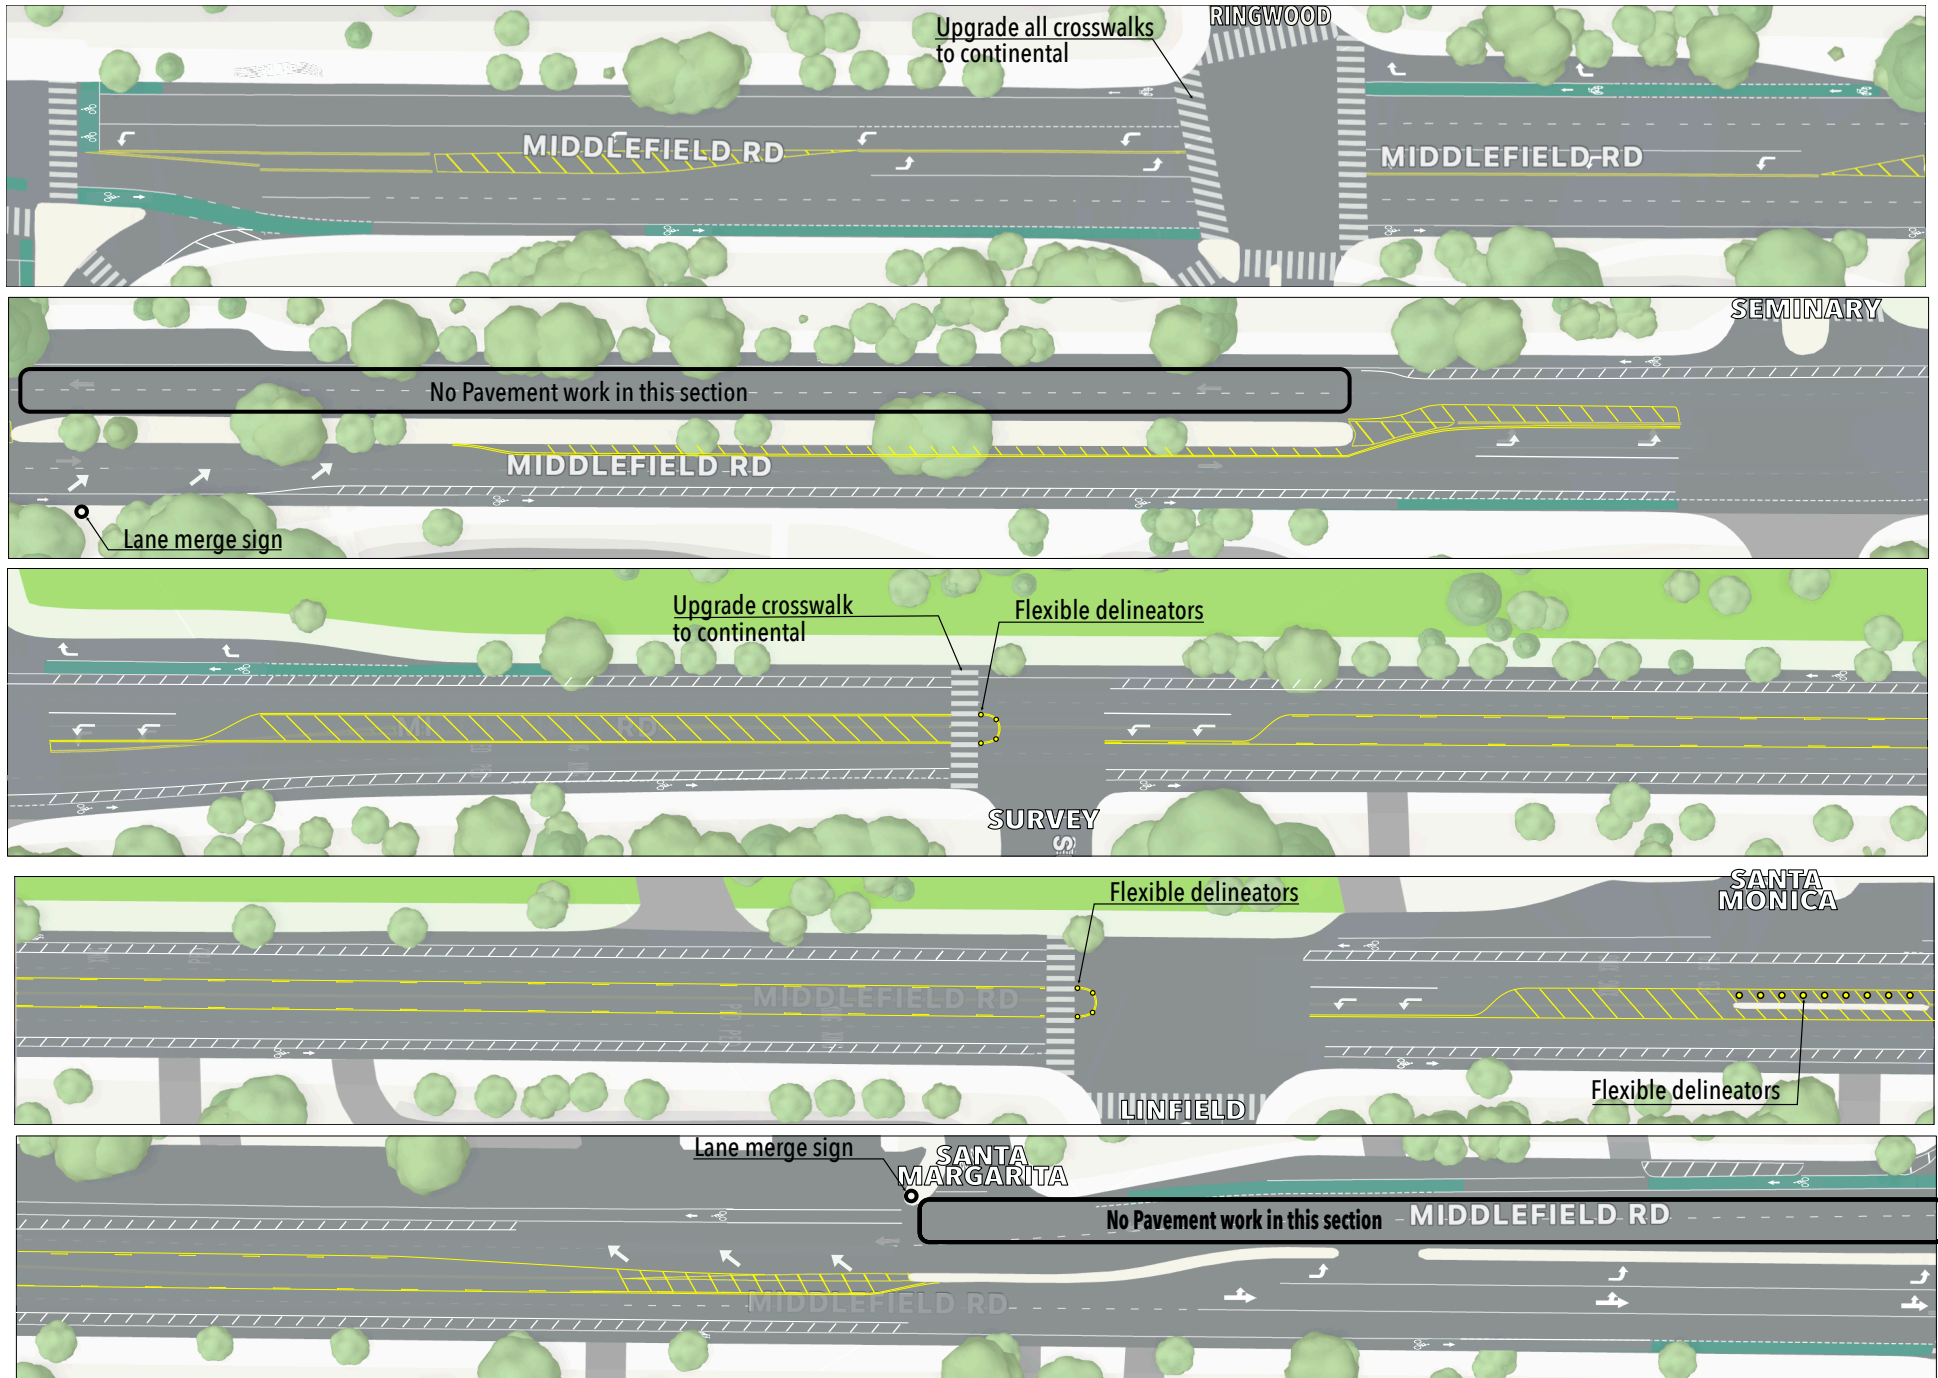 RINGWOOD
Upgrade all crosswalks
to continental
MIDDLEFIELD RD
MIDDLEFIELD RD
SEMINARY
No Pavement work in this section
MIDDLEFIELD RD
Lane merge sign
Upgrade crosswalk
to continental
Flexible delineators
MI RD
SURVEY
Flexible delineators
SANTA
MONICA
MIDDLEFIELD RD
Flexible delineators
LINFIELD
Lane merge sign
SANTA
MARGARITA
No Pavement work in this section
MIDDLEFIELD RD
MIDDLEFIELD RD